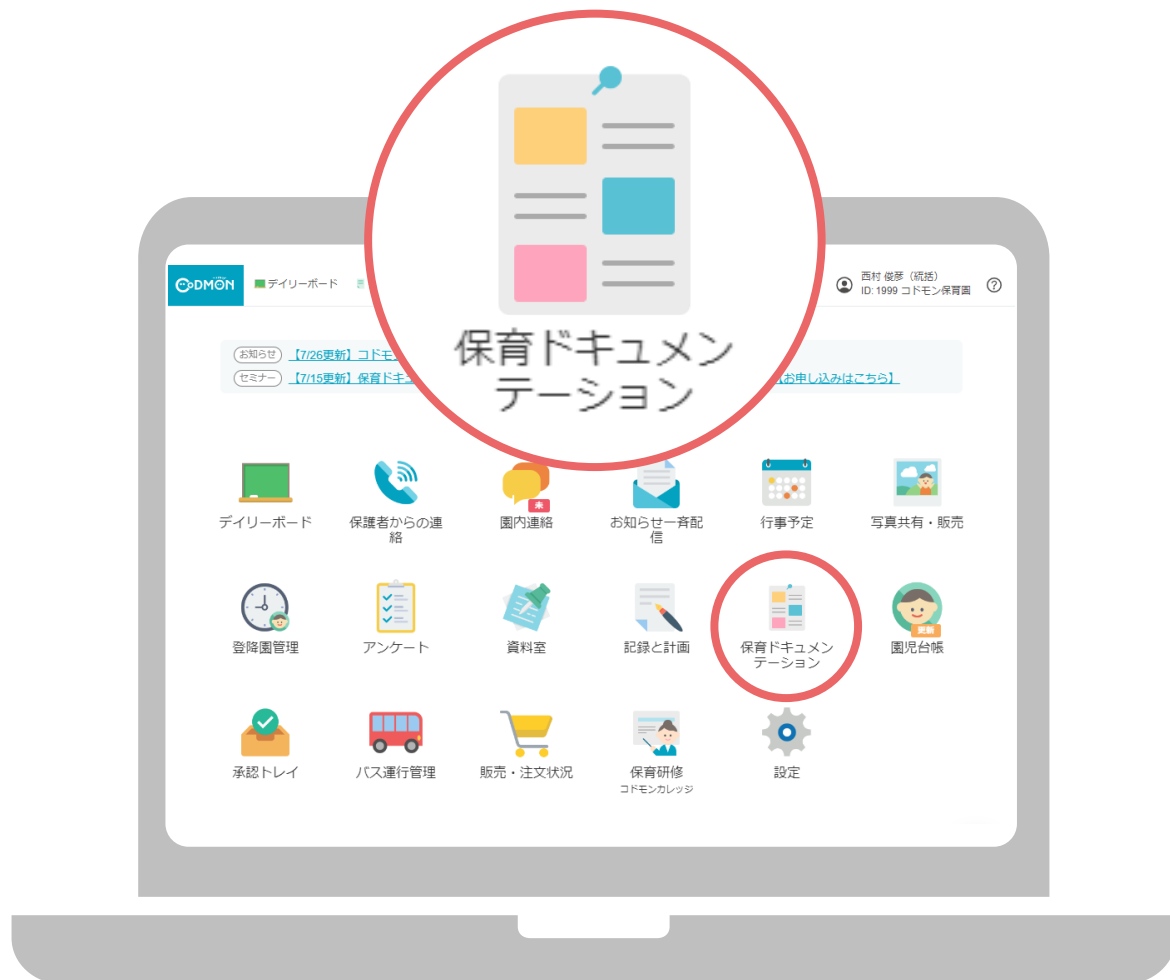 保育ドキュメン
テーション
CoDMON
デイリーボード
西村 俊彦（統括）
ID: 1999 コドモン保育園
お知らせ 【7/26更新】コドモ
セミナー 【7/15更新】保育ドキュ
お申し込みはこちら】
デイリーボード
保護者からの連
絡
未
園内連絡
お知らせ一斉配
信
行事予定
写真共有・販売
登降園管理
アンケート
資料室
記録と計画
保育ドキュメン
テーション
更新
園児台帳
承認トレイ
バス運行管理
販売・注文状況
保育研修
コドモンカレッジ
設定